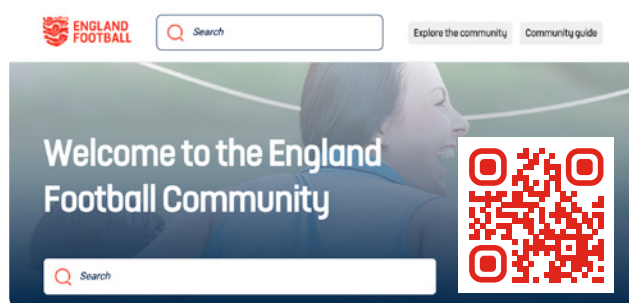 ENGLAND
FOOTBALL
Search
Explore the community
Community guide
Welcome to the England
Football Community
Search